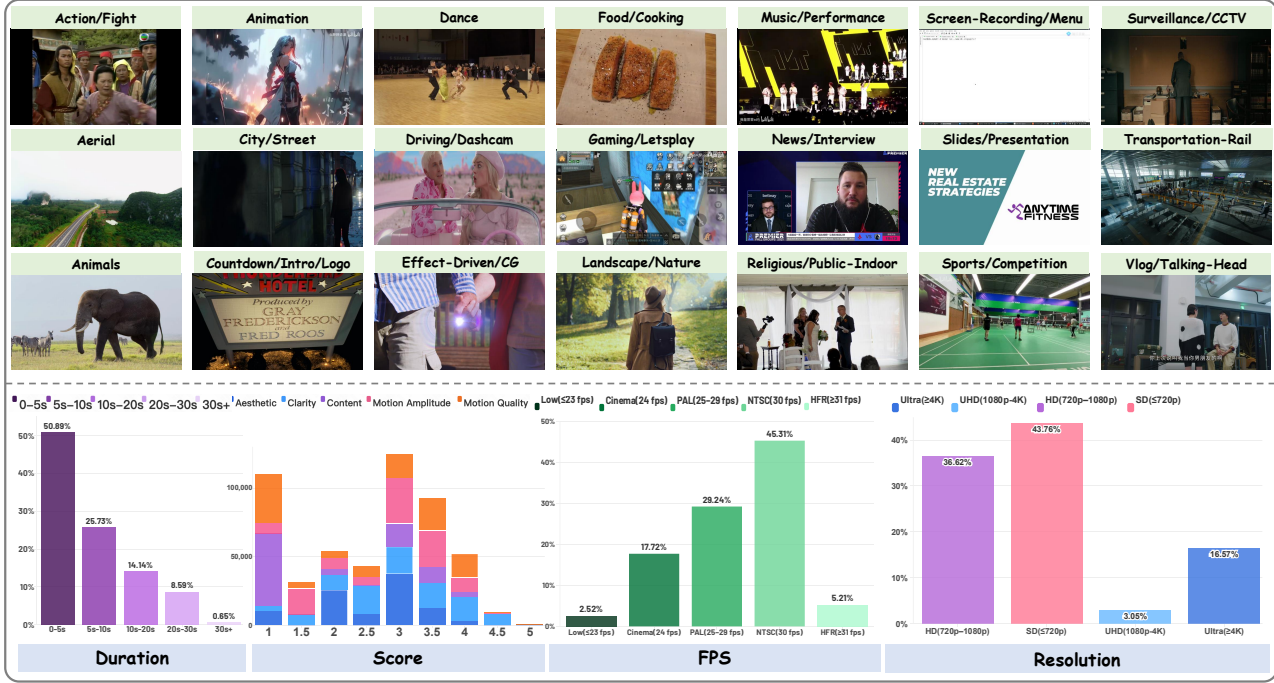 Action/Fight
Animation
Dance
Food/Cooking
Music/Performance
Screen-Recording/Menu
Surveillance/CCTV
Aerial
City/Street
Driving/Dashcam
Gaming/Letsplay
News/Interview
Slides/Presentation
Transportation-Rail
PREMIER
NEW
REAL ESTATE
STRATEGIES
ANYTIME
FITNESS
Animals
Countdown/Intro/Logo
Effect-Driven/CG
Landscape/Nature
Religious/Public-Indoor
Sports/Competition
Vlog/Talking-Head
HOTEL
Produced by
GRAY
FREDERICKSON
and
FRED ROOS
0-5s 5s-10s 10s-20s 20s-30s 30s+
Aesthetic Clarity Content Motion Amplitude Motion Quality
Low(≤23 fps) Cinema(24 fps) PAL(25-29 fps) NTSC(30 fps) HFR(≥31 fps)
Ultra(≥4K) UHD(1080p-4K) HD(720p-1080p) SD(≤720p)
50%
40%
30%
20%
10%
0%
50.89%
25.73%
14.14%
8.59%
0.65%
0-5s 5s-10s 10s-20s 20s-30s 30s+
Duration
100,000
50,000
0
1 1.5 2 2.5 3 3.5 4 4.5 5
Score
50%
40%
30%
20%
10%
0%
2.52%
17.72%
29.24%
45.31%
5.21%
Low(≤23 fps) Cinema(24 fps) PAL(25-29 fps) NTSC(30 fps) HFR(≥31 fps)
FPS
40%
30%
20%
10%
0%
36.62%
43.76%
3.05%
16.57%
HD(720p-1080p) SD(≤720p) UHD(1080p-4K) Ultra(≥4K)
Resolution